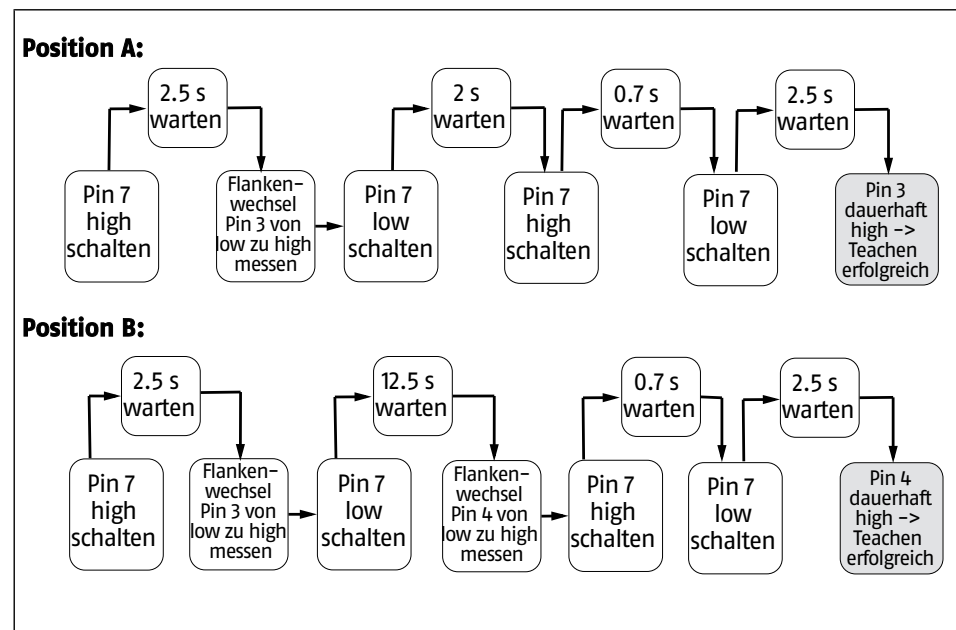 Position A:
2.5 s
warten
2 s
warten
0.7 s
warten
2.5 s
warten
Pin 7
high
schalten
Flanken-
wechsel
Pin 3 von
low zu high
messen
Pin 7
low
schalten
Pin 7
high
schalten
Pin 7
low
schalten
Pin 3
dauerhaft
high –>
Teachen
erfolgreich
Position B:
2.5 s
warten
12.5 s
warten
0.7 s
warten
2.5 s
warten
Pin 7
high
schalten
Flanken-
wechsel
Pin 3 von
low zu high
messen
Pin 7
low
schalten
Flanken-
wechsel
Pin 4 von
low zu high
messen
Pin 7
high
schalten
Pin 7
low
schalten
Pin 4
dauerhaft
high –>
Teachen
erfolgreich